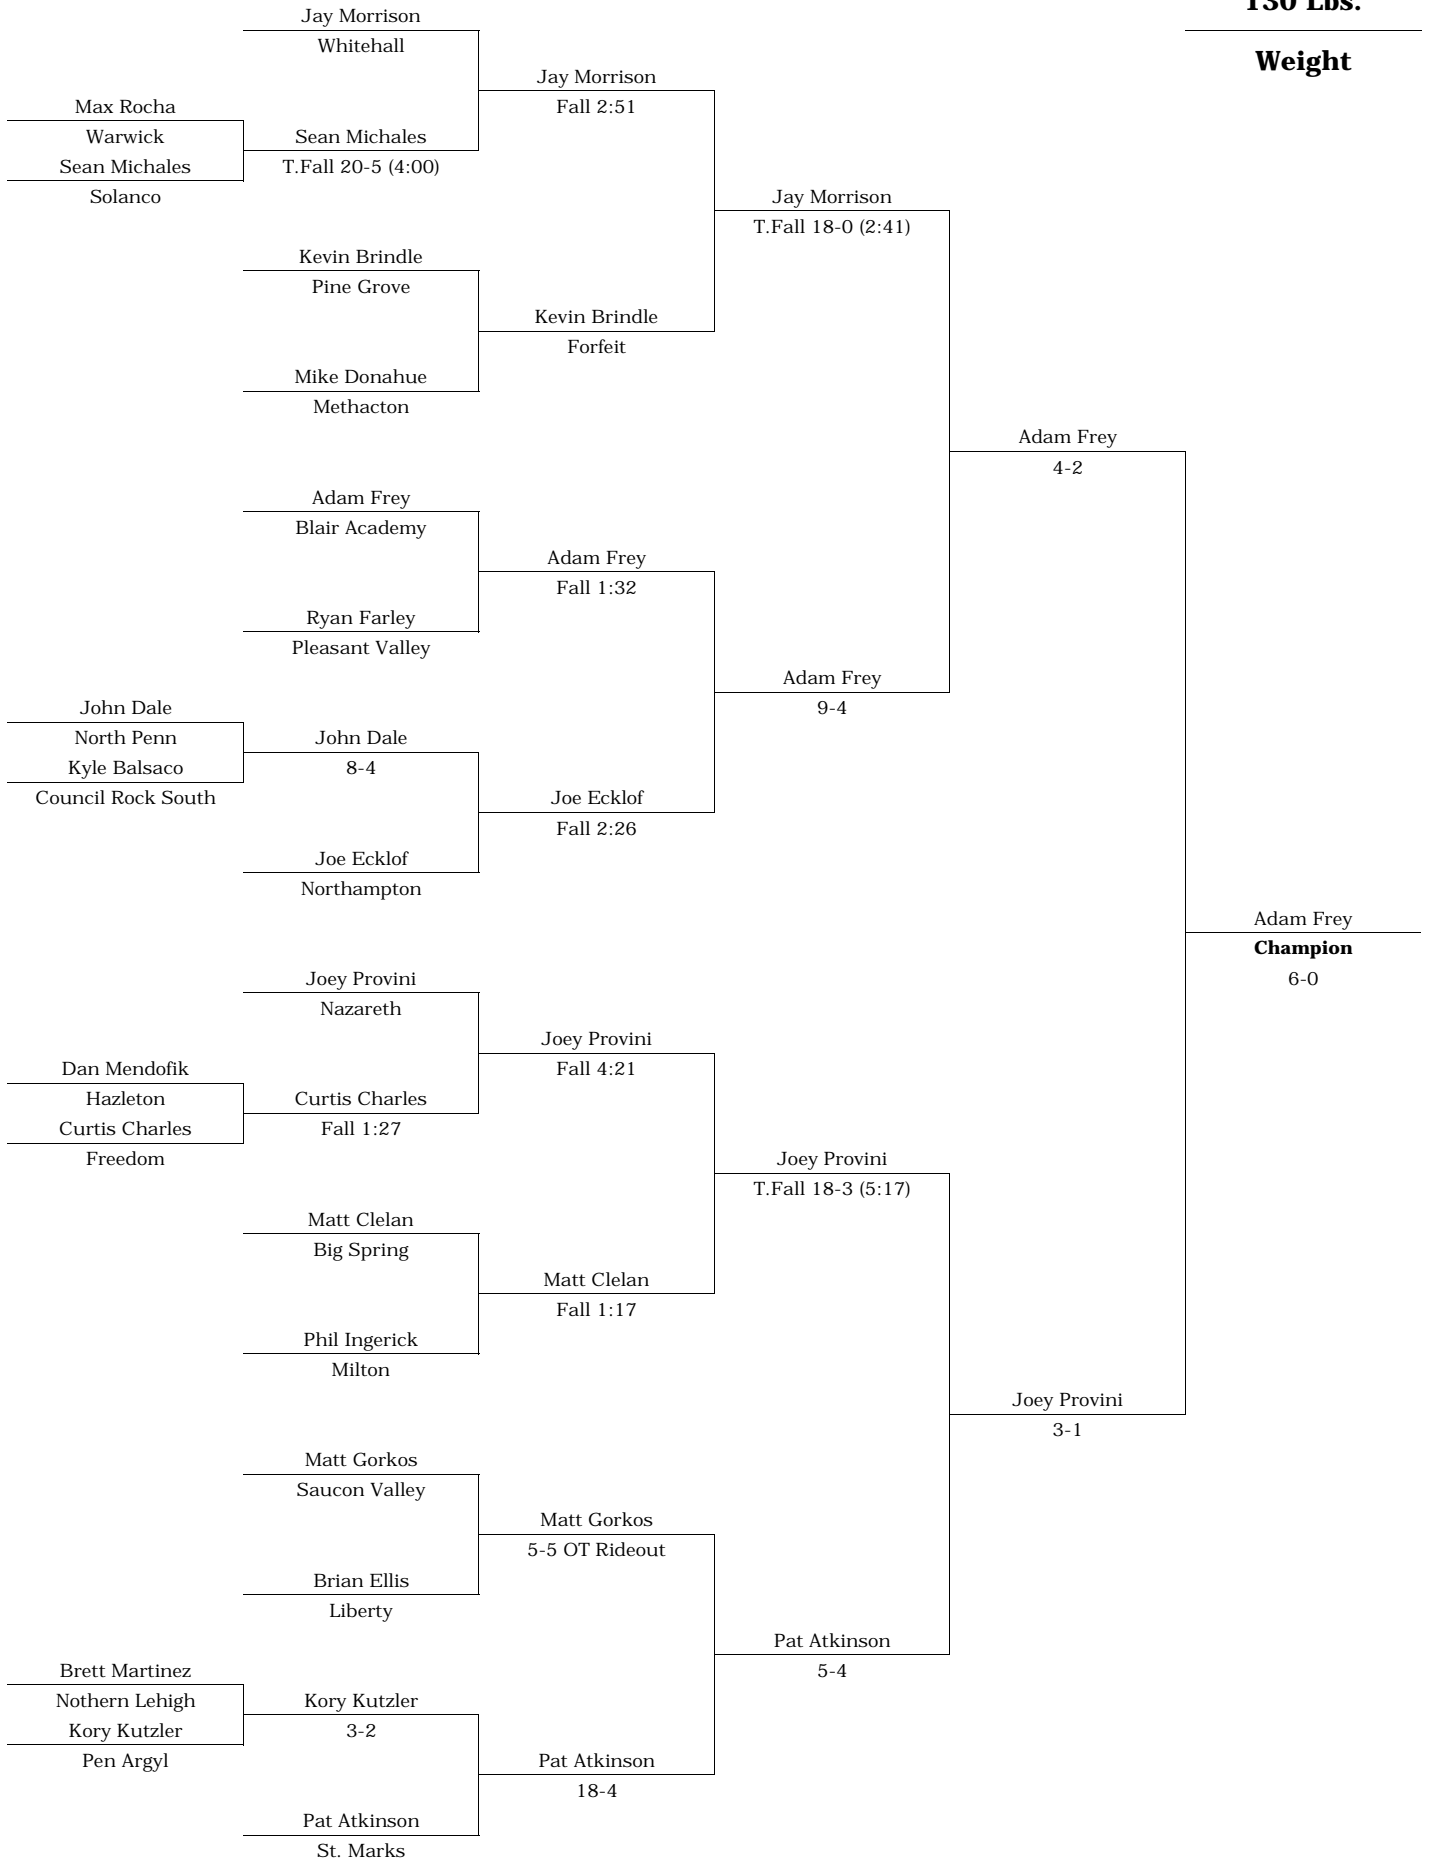 130 Lbs.
Weight
Jay Morrison
Whitehall
Jay Morrison
Fall 2:51
Max Rocha
Warwick
Sean Michales
Solanco
Sean Michales
T.Fall 20-5 (4:00)
Jay Morrison
T.Fall 18-0 (2:41)
Kevin Brindle
Pine Grove
Kevin Brindle
Forfeit
Mike Donahue
Methacton
Adam Frey
4-2
Adam Frey
Blair Academy
Adam Frey
Fall 1:32
Ryan Farley
Pleasant Valley
Adam Frey
9-4
John Dale
North Penn
Kyle Balsaco
Council Rock South
John Dale
8-4
Joe Ecklof
Fall 2:26
Joe Ecklof
Northampton
Adam Frey
Champion
6-0
Joey Provini
Nazareth
Joey Provini
Fall 4:21
Dan Mendofik
Hazleton
Curtis Charles
Freedom
Curtis Charles
Fall 1:27
Joey Provini
T.Fall 18-3 (5:17)
Matt Clelan
Big Spring
Matt Clelan
Fall 1:17
Phil Ingerick
Milton
Joey Provini
3-1
Matt Gorkos
Saucon Valley
Matt Gorkos
5-5 OT Rideout
Brian Ellis
Liberty
Pat Atkinson
5-4
Brett Martinez
Nothern Lehigh
Kory Kutzler
Pen Argyl
Kory Kutzler
3-2
Pat Atkinson
18-4
Pat Atkinson
St. Marks